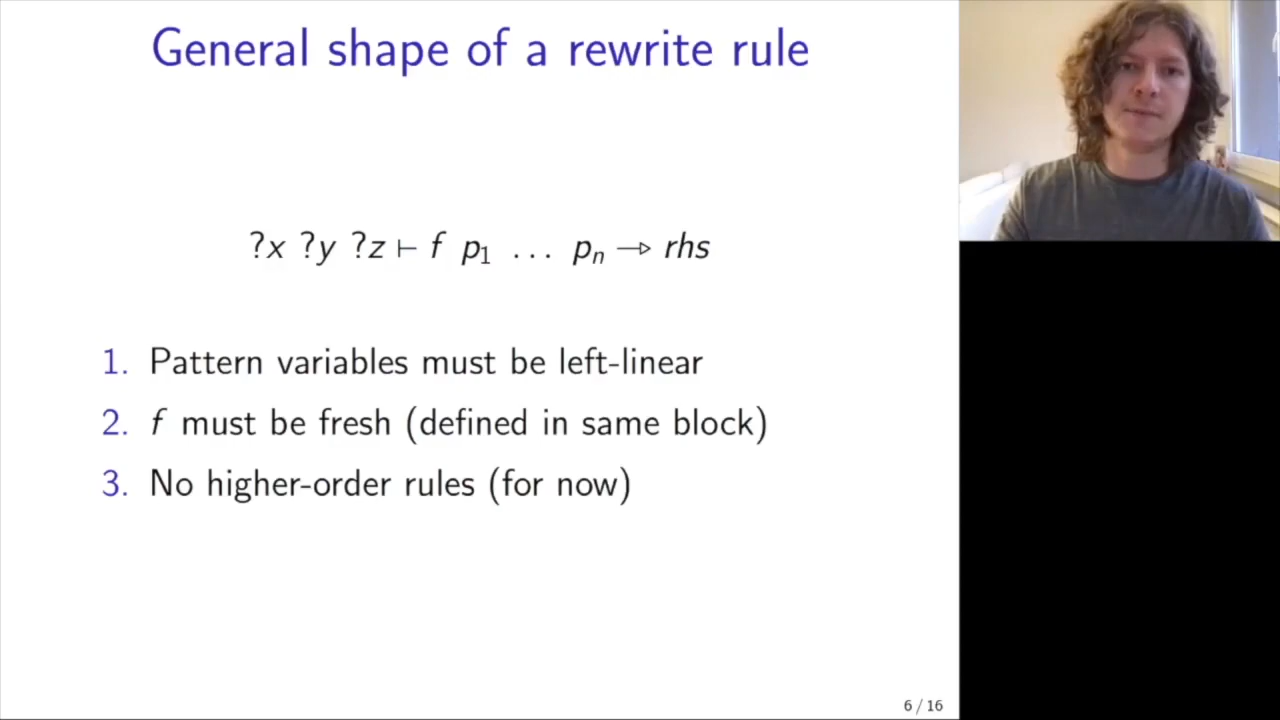 General shape of a rewrite rule
?x ?y ?z ⊢ f p₁ … pₙ ⇾ rhs
1. Pattern variables must be left-linear
2. f must be fresh (defined in same block)
3. No higher-order rules (for now)
6 / 16